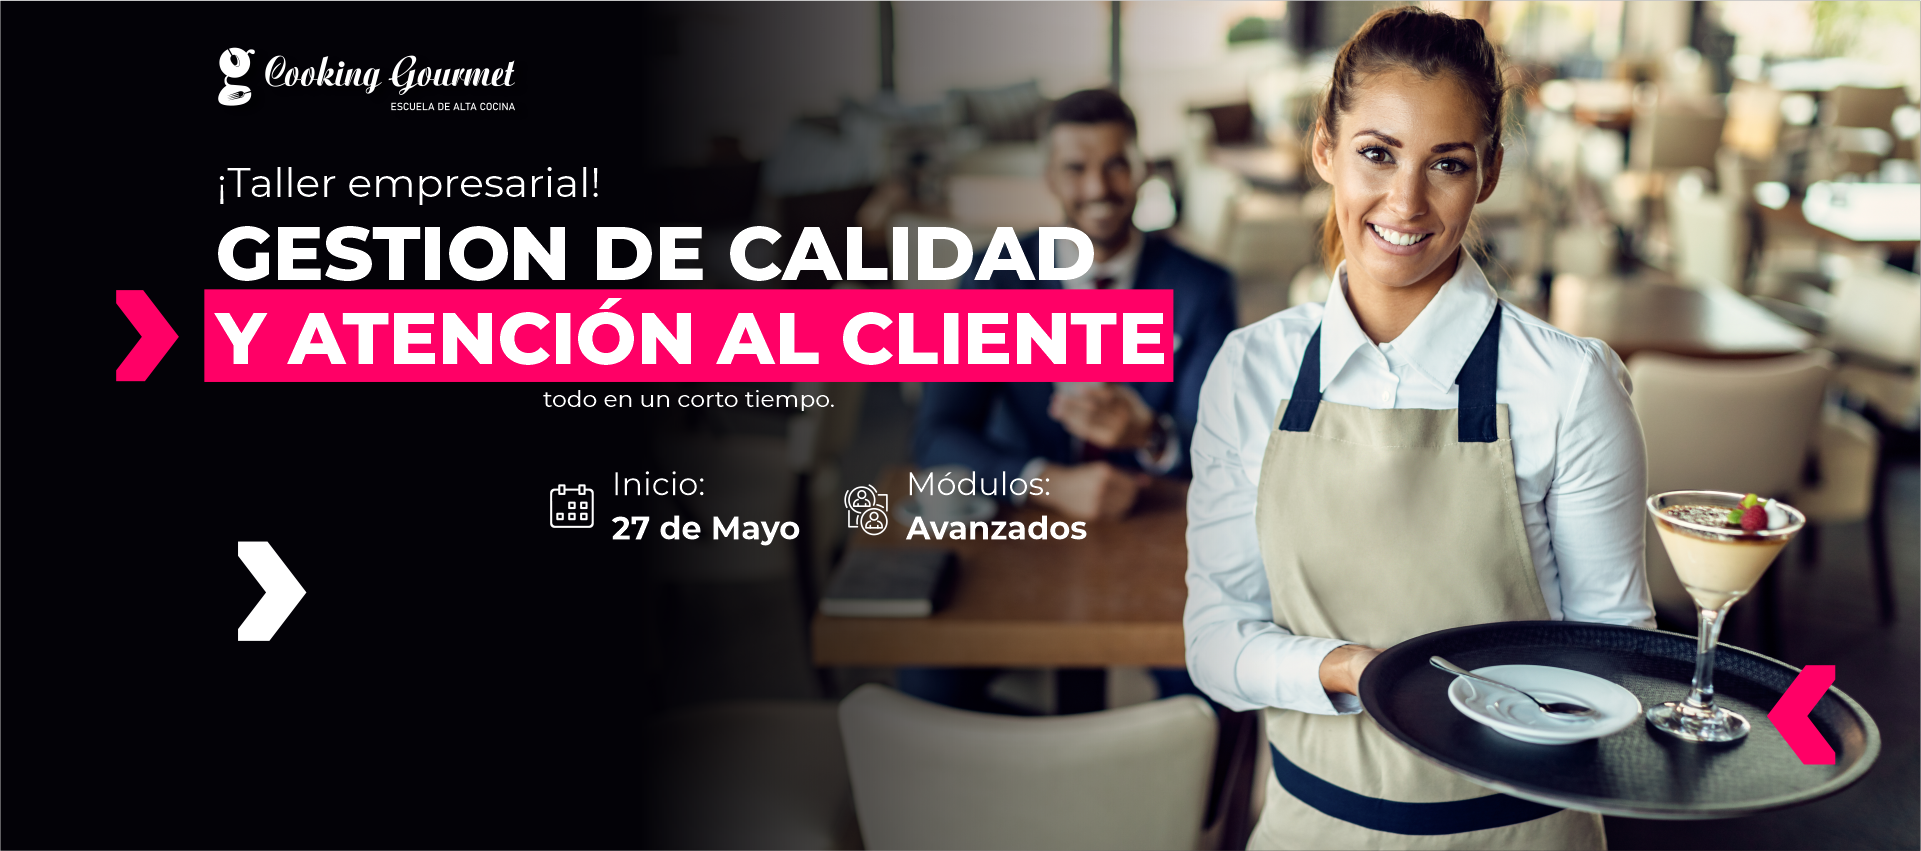 Cooking Gourmet
ESCUELA DE ALTA COCINA
¡Taller empresarial!
GESTION DE CALIDAD
Y ATENCIÓN AL CLIENTE
todo en un corto tiempo.
Inicio:
27 de Mayo
Módulos:
Avanzados